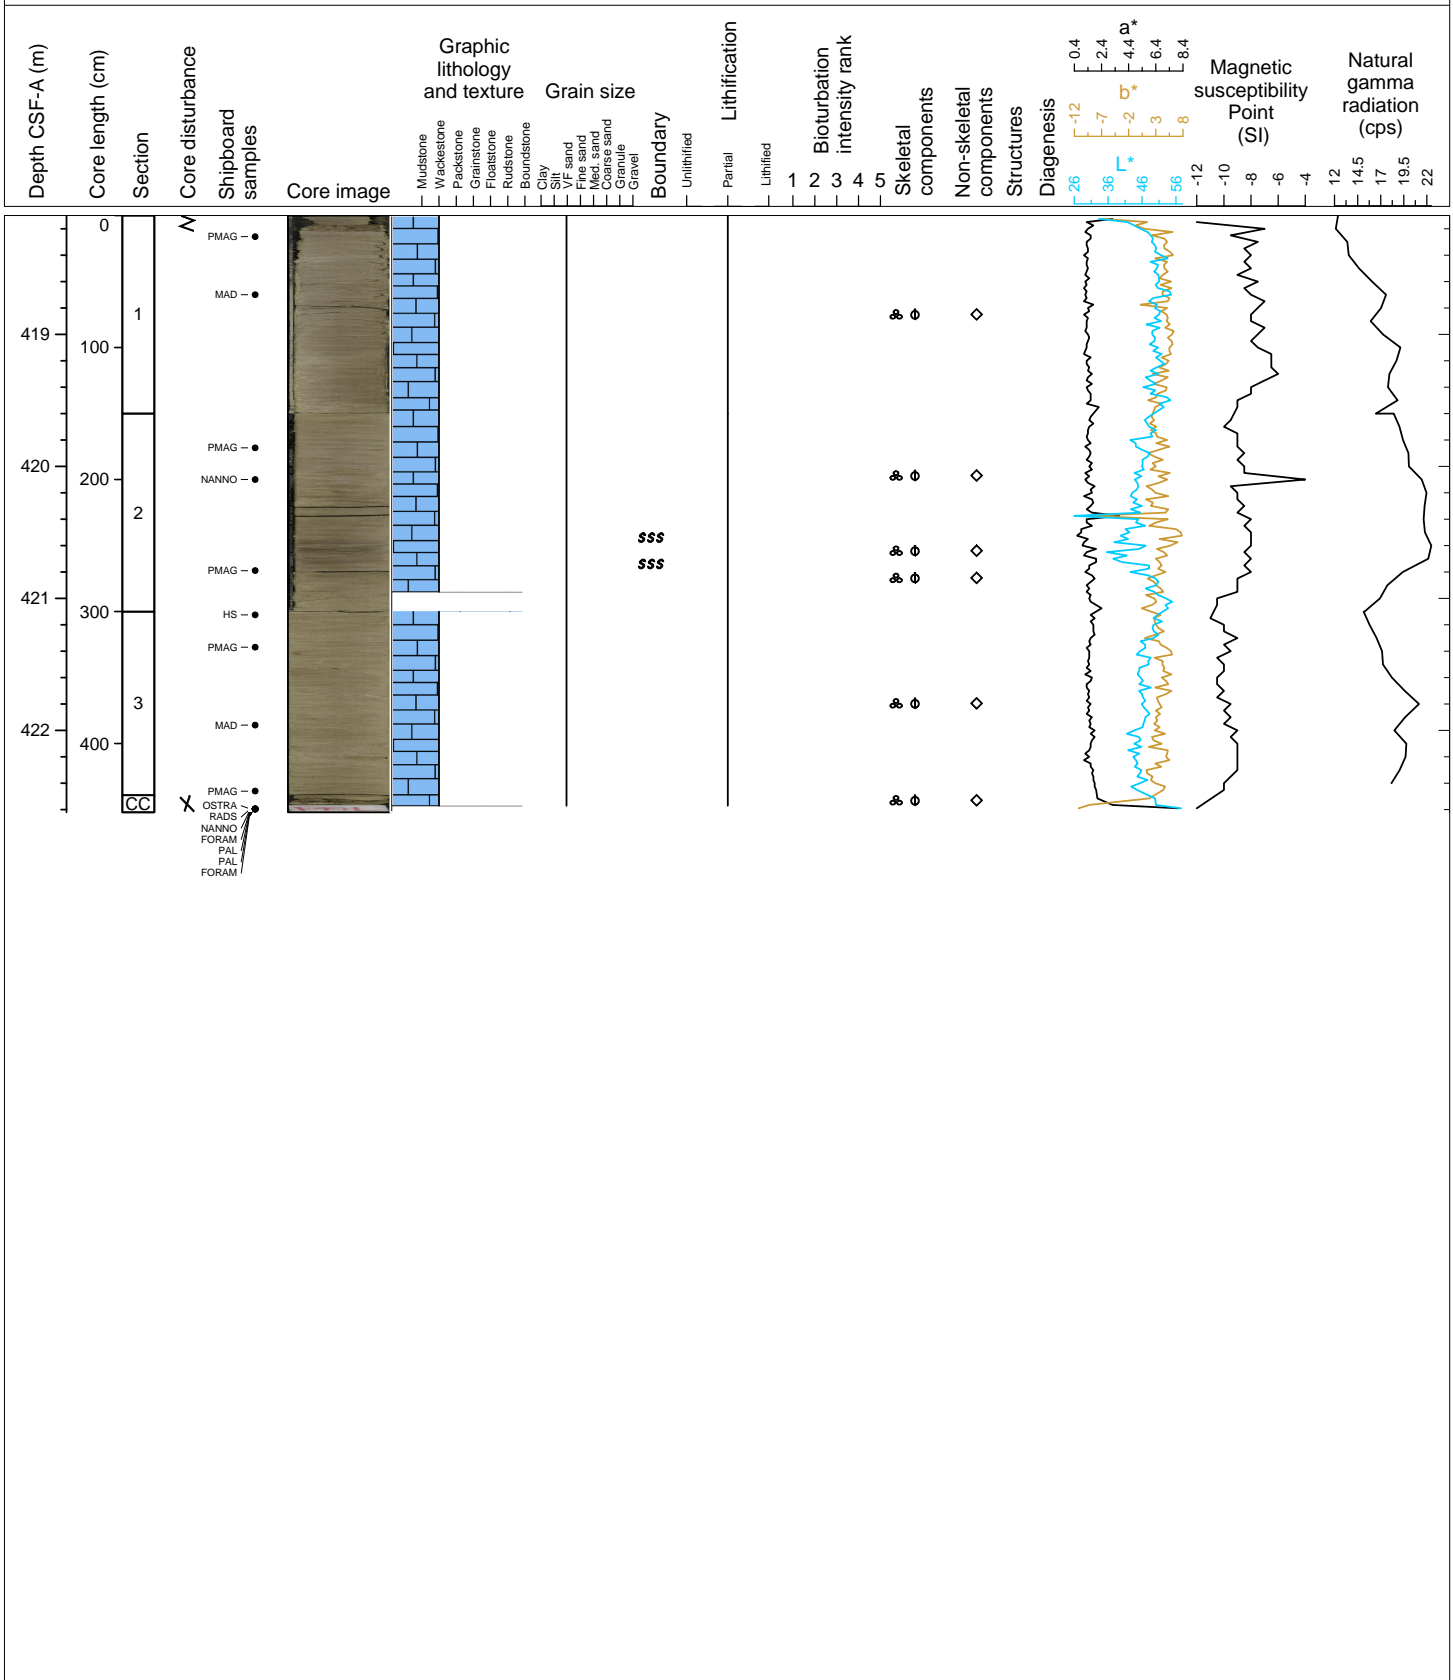 Depth CSF-A (m)
Core length (cm)
Section
Core disturbance
Shipboard
samples
Core image
Graphic
lithology
and texture
Mudstone
Wackestone
Packstone
Grainstone
Floatstone
Rudstone
Boundstone
Grain size
Clay
Silt
VF sand
Fine sand
Med. sand
Coarse sand
Granule
Gravel
Boundary
Lithification
Unlithified
Partial
Lithified
Bioturbation
intensity rank
1 2 3 4 5
Skeletal
components
Non-skeletal
components
Structures
Diagenesis
a*
0.4 2.4 4.4 6.4 8.4
b*
-12 -7 -2 3 8
L*
26 36 46 56
Magnetic
susceptibility
Point
(SI)
-12 -10 -8 -6 -4
Natural
gamma
radiation
(cps)
12 14.5 17 19.5 22
0
PMAG
MAD
1
419
100
PMAG
420
200
NANNO
2
sss
sss
PMAG
421
300
HS
PMAG
3
MAD
422
400
PMAG
CC
OSTRA
RADS
NANNO
FORAM
PAL
PAL
FORAM